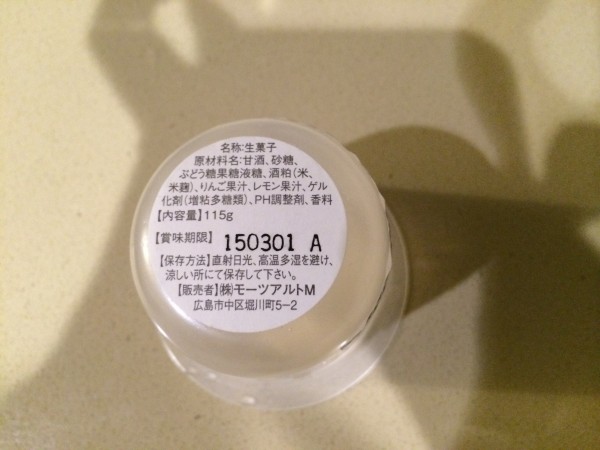 名称:生菓子
原材料名:甘酒、砂糖、
ぶどう糖果糖液糖、酒粕(米、
米麹)、りんご果汁、レモン果汁、ゲル
化剤(増粘多糖類)、PH調整剤、香料
【内容量】115g
【賞味期限】 150301 A
【保存方法】直射日光、高温多湿を避け、
涼しい所にて保存して下さい。
【販売者】㈱モーツアルトM
広島市中区堀川町5-2